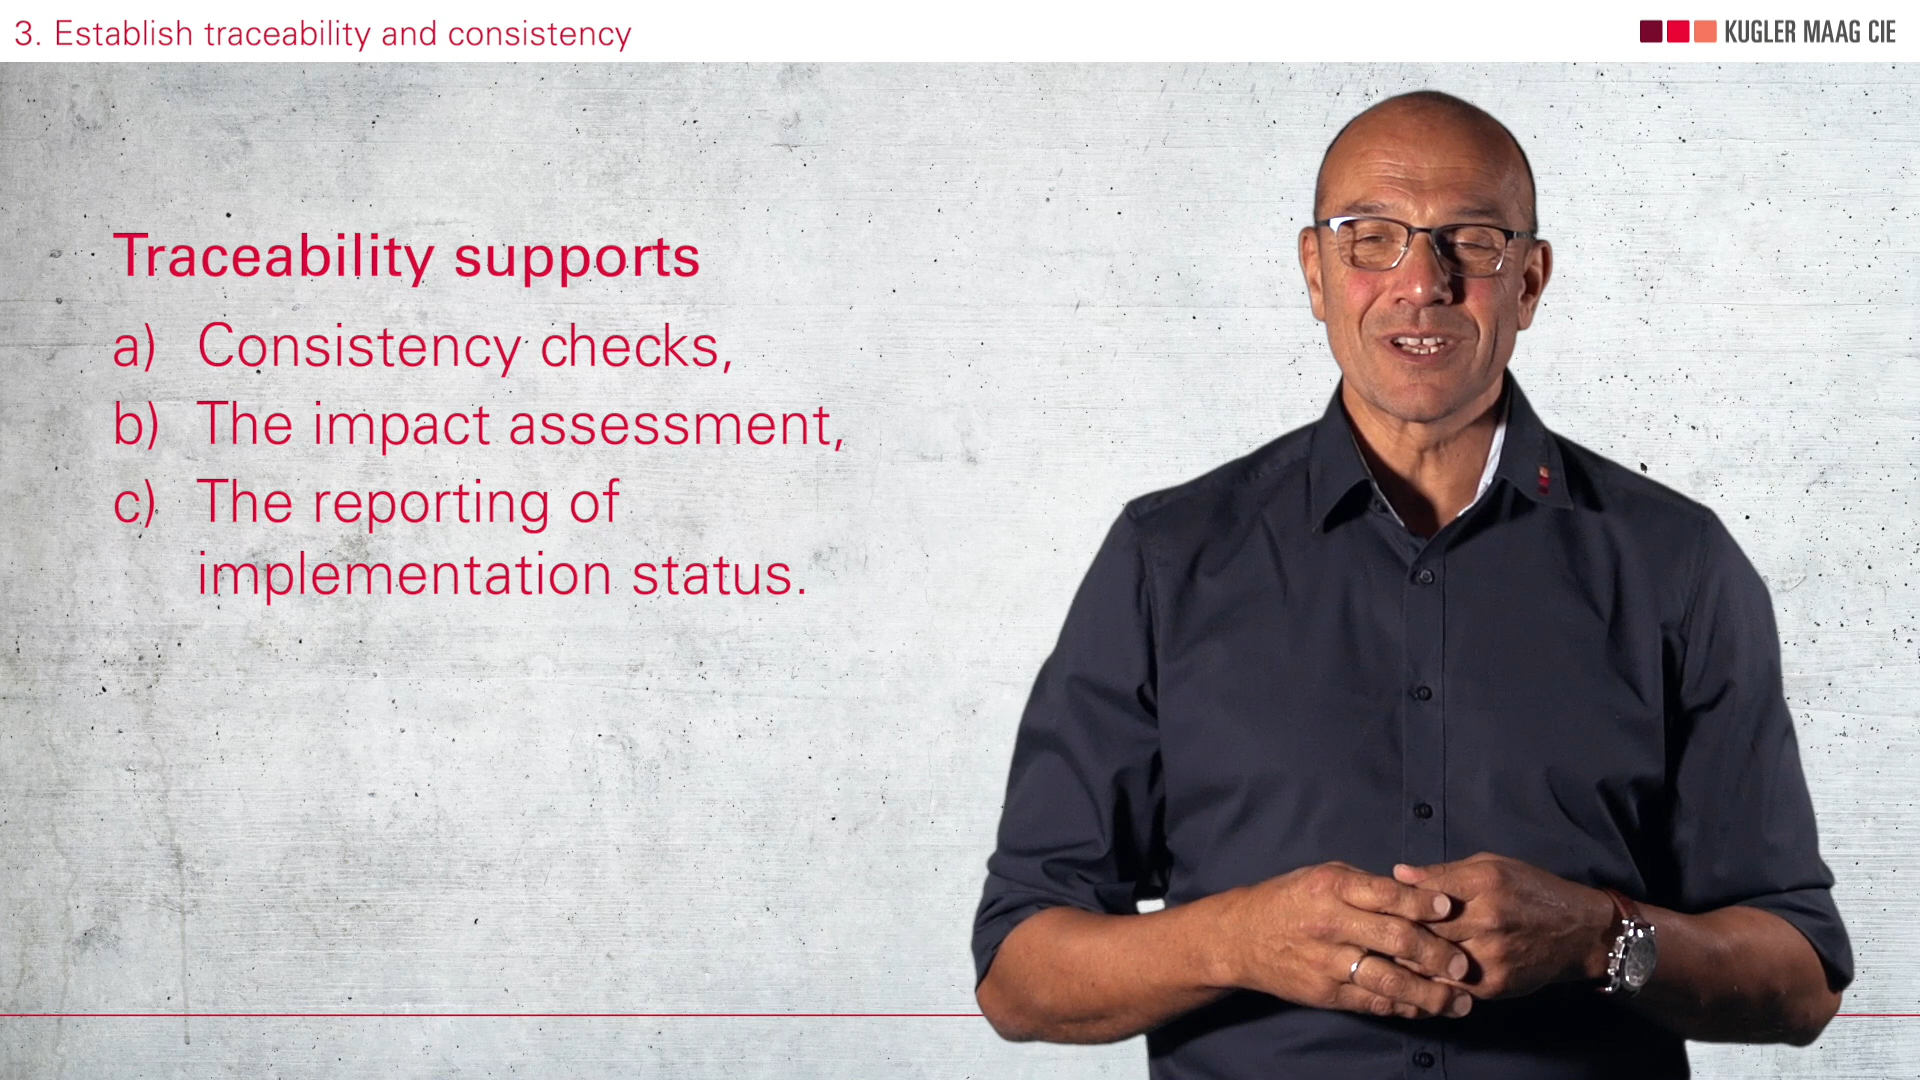 3. Establish traceability and consistency
KUGLER MAAG CIE
Traceability supports
a) Consistency checks,
b) The impact assessment,
c) The reporting of
implementation status.